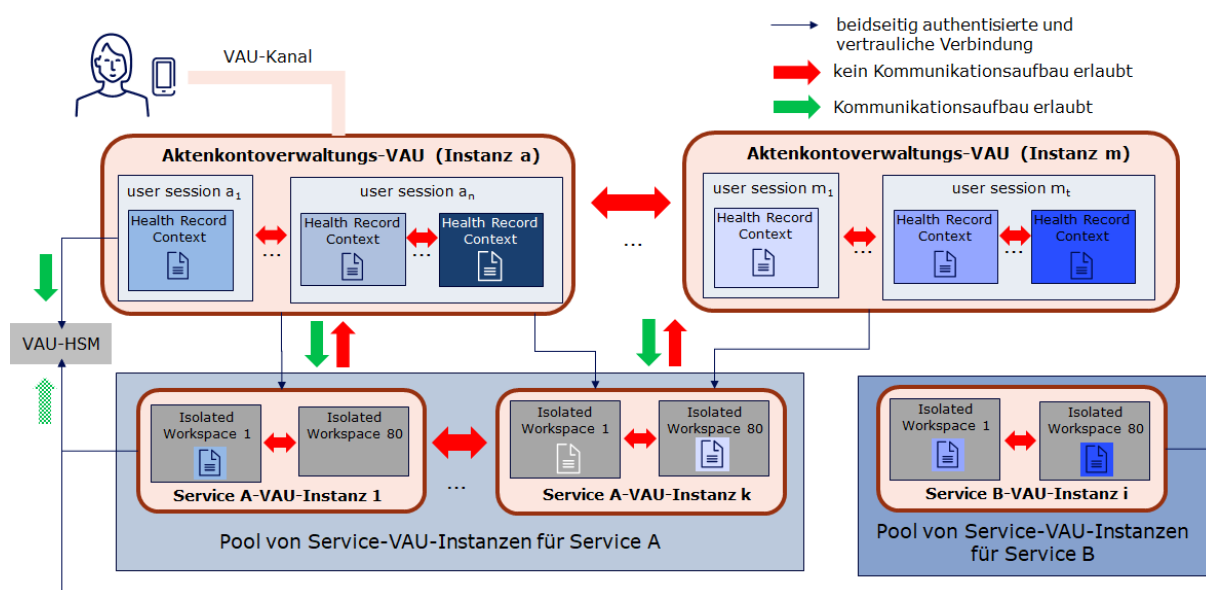 beidseitig authentisierte und
vertrauliche Verbindung
kein Kommunikationsaufbau erlaubt
Kommunikationsaufbau erlaubt
VAU-Kanal
Aktenkontoverwaltungs-VAU (Instanz a)
user session a1
Health Record
Context
...
user session an
Health Record
Context
...
Health Record
Context
...
Aktenkontoverwaltungs-VAU (Instanz m)
user session m1
Health Record
Context
...
user session mt
Health Record
Context
...
Health Record
Context
VAU-HSM
Isolated
Workspace 1
Isolated
Workspace 80
Service A-VAU-Instanz 1
...
Isolated
Workspace 1
Isolated
Workspace 80
Service A-VAU-Instanz k
Pool von Service-VAU-Instanzen für Service A
Isolated
Workspace 1
Isolated
Workspace 80
Service B-VAU-Instanz i
Pool von Service-VAU-Instanzen
für Service B